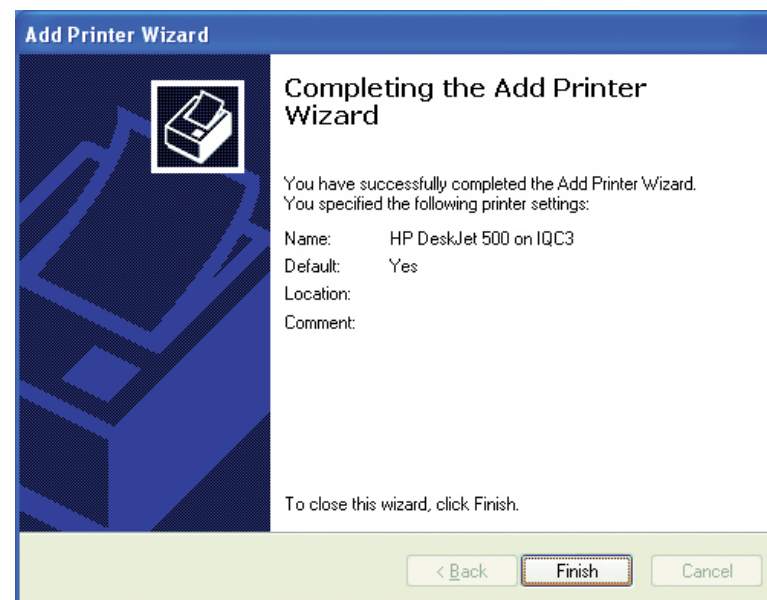 Add Printer Wizard
Completing the Add Printer
Wizard
You have successfully completed the Add Printer Wizard.
You specified the following printer settings:
Name: HP DeskJet 500 on IQC3
Default: Yes
Location:
Comment:
To close this wizard, click Finish.
< Back Finish Cancel